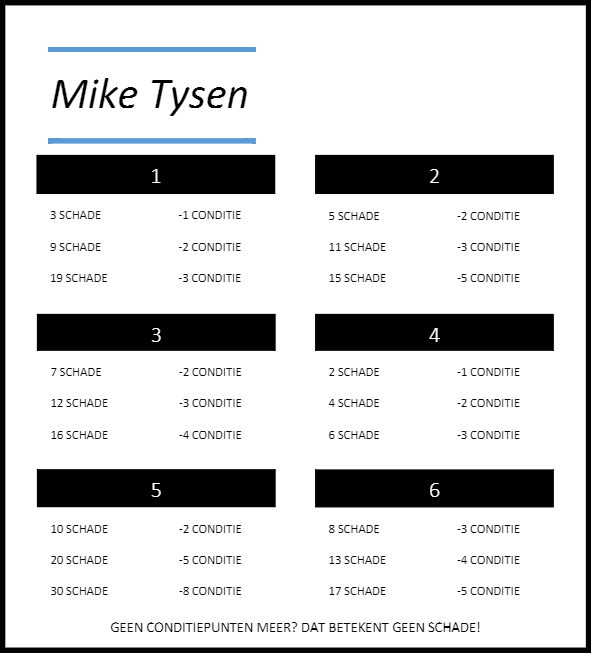 Mike Tysen
1
3 SCHADE -1 CONDITIE
9 SCHADE -2 CONDITIE
19 SCHADE -3 CONDITIE
2
5 SCHADE -2 CONDITIE
11 SCHADE -3 CONDITIE
15 SCHADE -5 CONDITIE
3
7 SCHADE -2 CONDITIE
12 SCHADE -3 CONDITIE
16 SCHADE -4 CONDITIE
4
2 SCHADE -1 CONDITIE
4 SCHADE -2 CONDITIE
6 SCHADE -3 CONDITIE
5
10 SCHADE -2 CONDITIE
20 SCHADE -5 CONDITIE
30 SCHADE -8 CONDITIE
6
8 SCHADE -3 CONDITIE
13 SCHADE -4 CONDITIE
17 SCHADE -5 CONDITIE
GEEN CONDITIEPUNTEN MEER? DAT BETEKENT GEEN SCHADE!